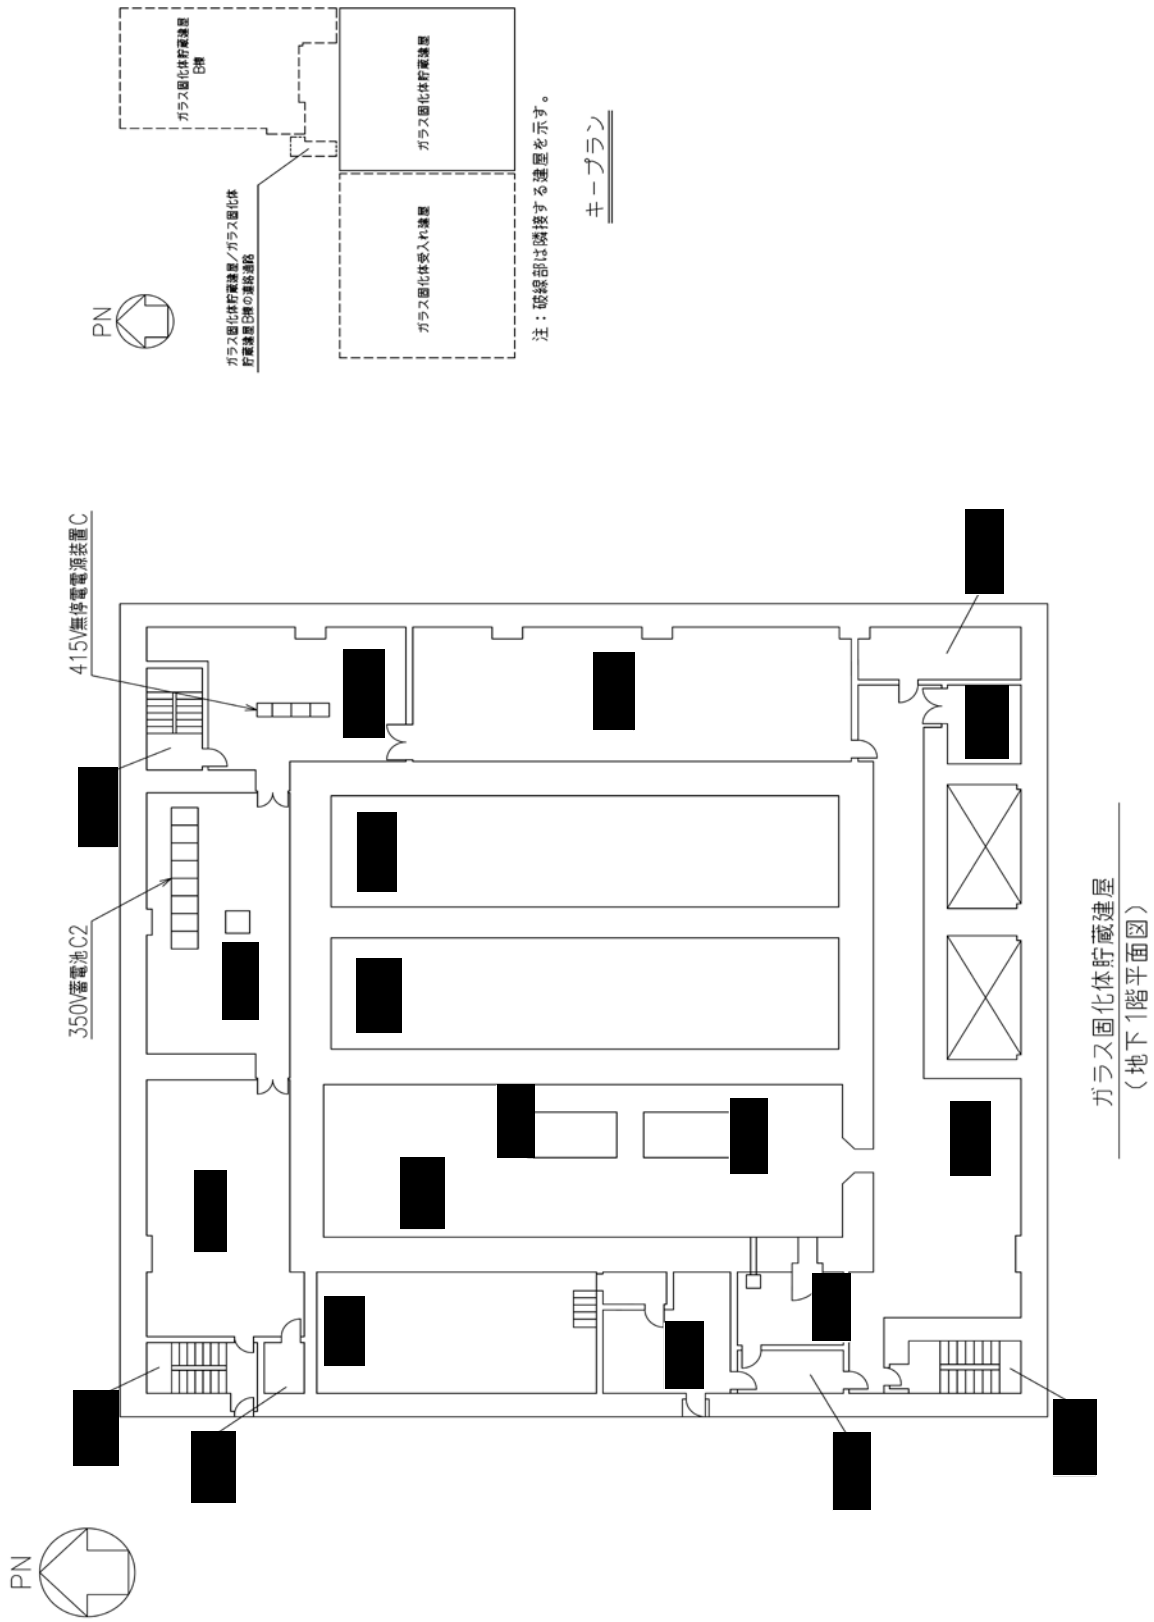 PN
ガラス固化体貯蔵建屋
B棟
ガラス固化体貯蔵建屋
ガラス固化体貯蔵建屋／ガラス固化体
貯蔵建屋B棟の連絡通路
ガラス固化体受入れ建屋
注：破線部は隣接する建屋を示す。
キープラン
415V無停電電源装置C
350V蓄電池C2
PN
ガラス固化体貯蔵建屋
（地下1階平面図）